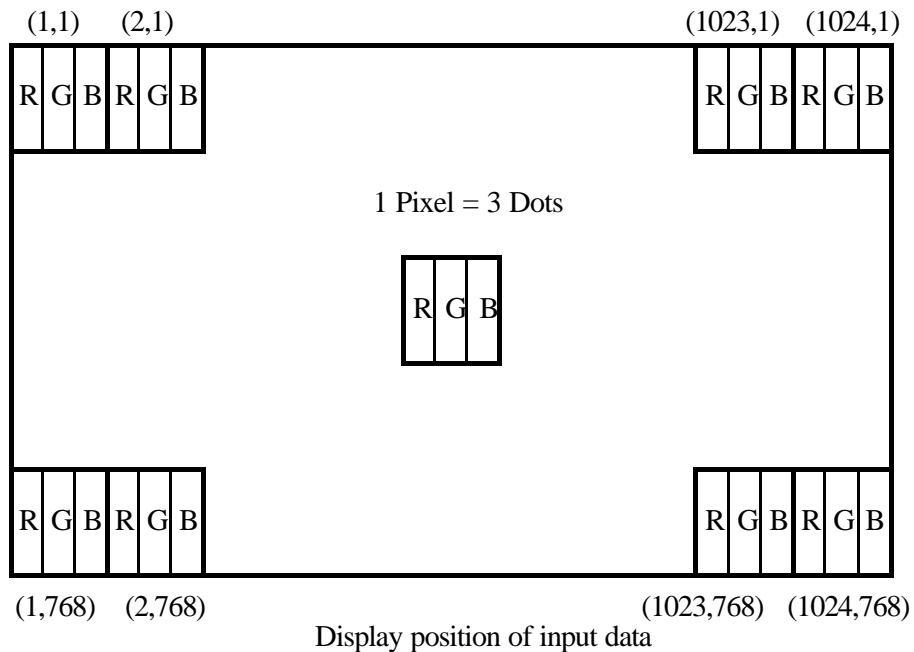 (1,1) (2,1) (1023,1) (1024,1)
R G B R G B R G B R G B
1 Pixel = 3 Dots
R G B
R G B R G B R G B R G B
(1,768) (2,768) (1023,768) (1024,768)
Display position of input data